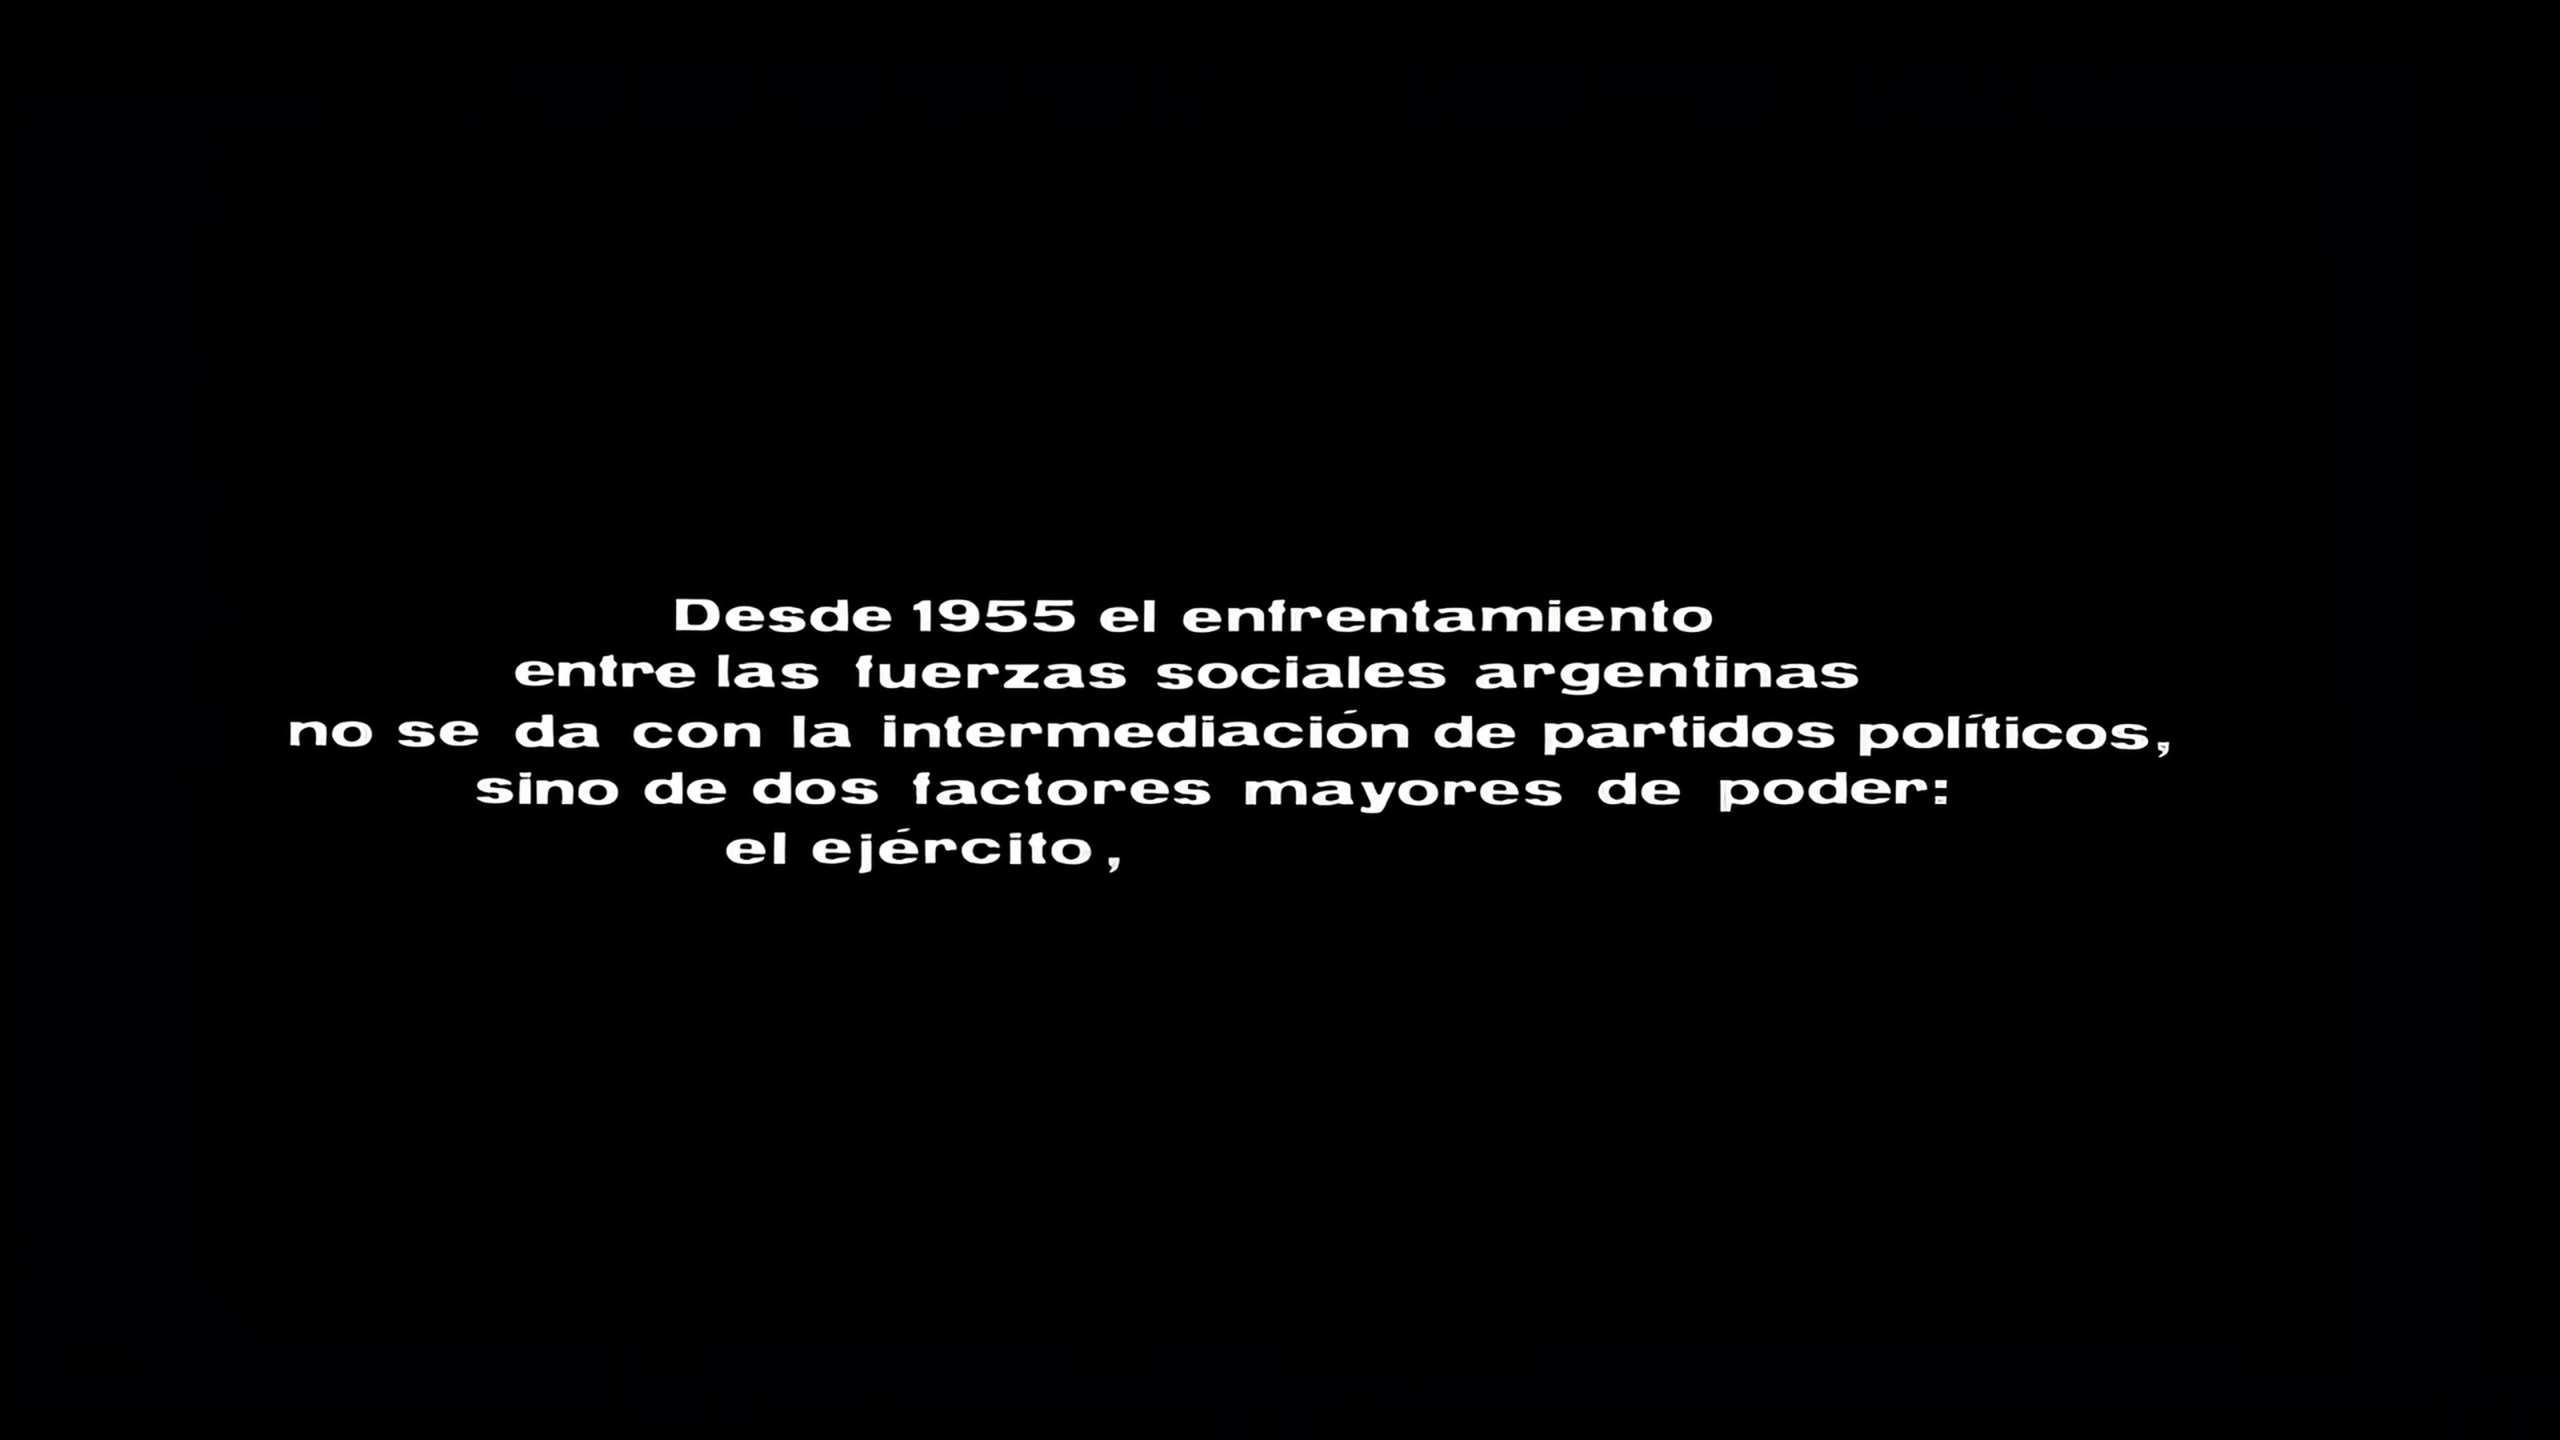 Desde 1955 el enfrentamiento
entre las fuerzas sociales argentinas
no se da con la intermediación de partidos políticos,
sino de dos factores mayores de poder:
el ejército,